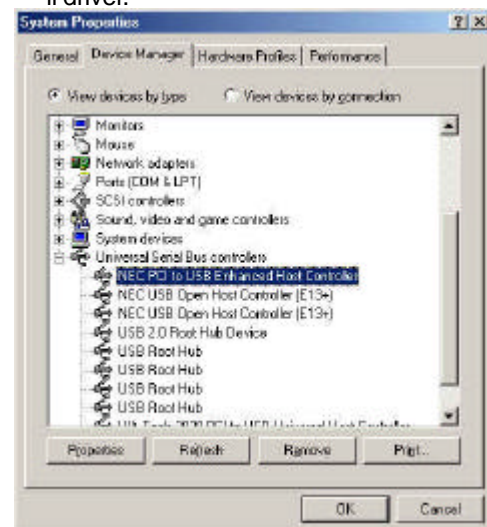 il driver.
System Properties
General Device Manager Hardware Profiles Performance
View devices by type View devices by connection
Monitors
Mouse
Network adapters
Ports (COM & LPT)
SCSI controllers
Sound, video and game controllers
System devices
Universal Serial Bus controllers
NEC PCI to USB Enhanced Host Controller
NEC USB Open Host Controller (E13+)
NEC USB Open Host Controller (E13+)
USB 2.0 Root Hub Device
USB Root Hub
USB Root Hub
USB Root Hub
USB Root Hub
Properties Refresh Remove Print...
OK Cancel